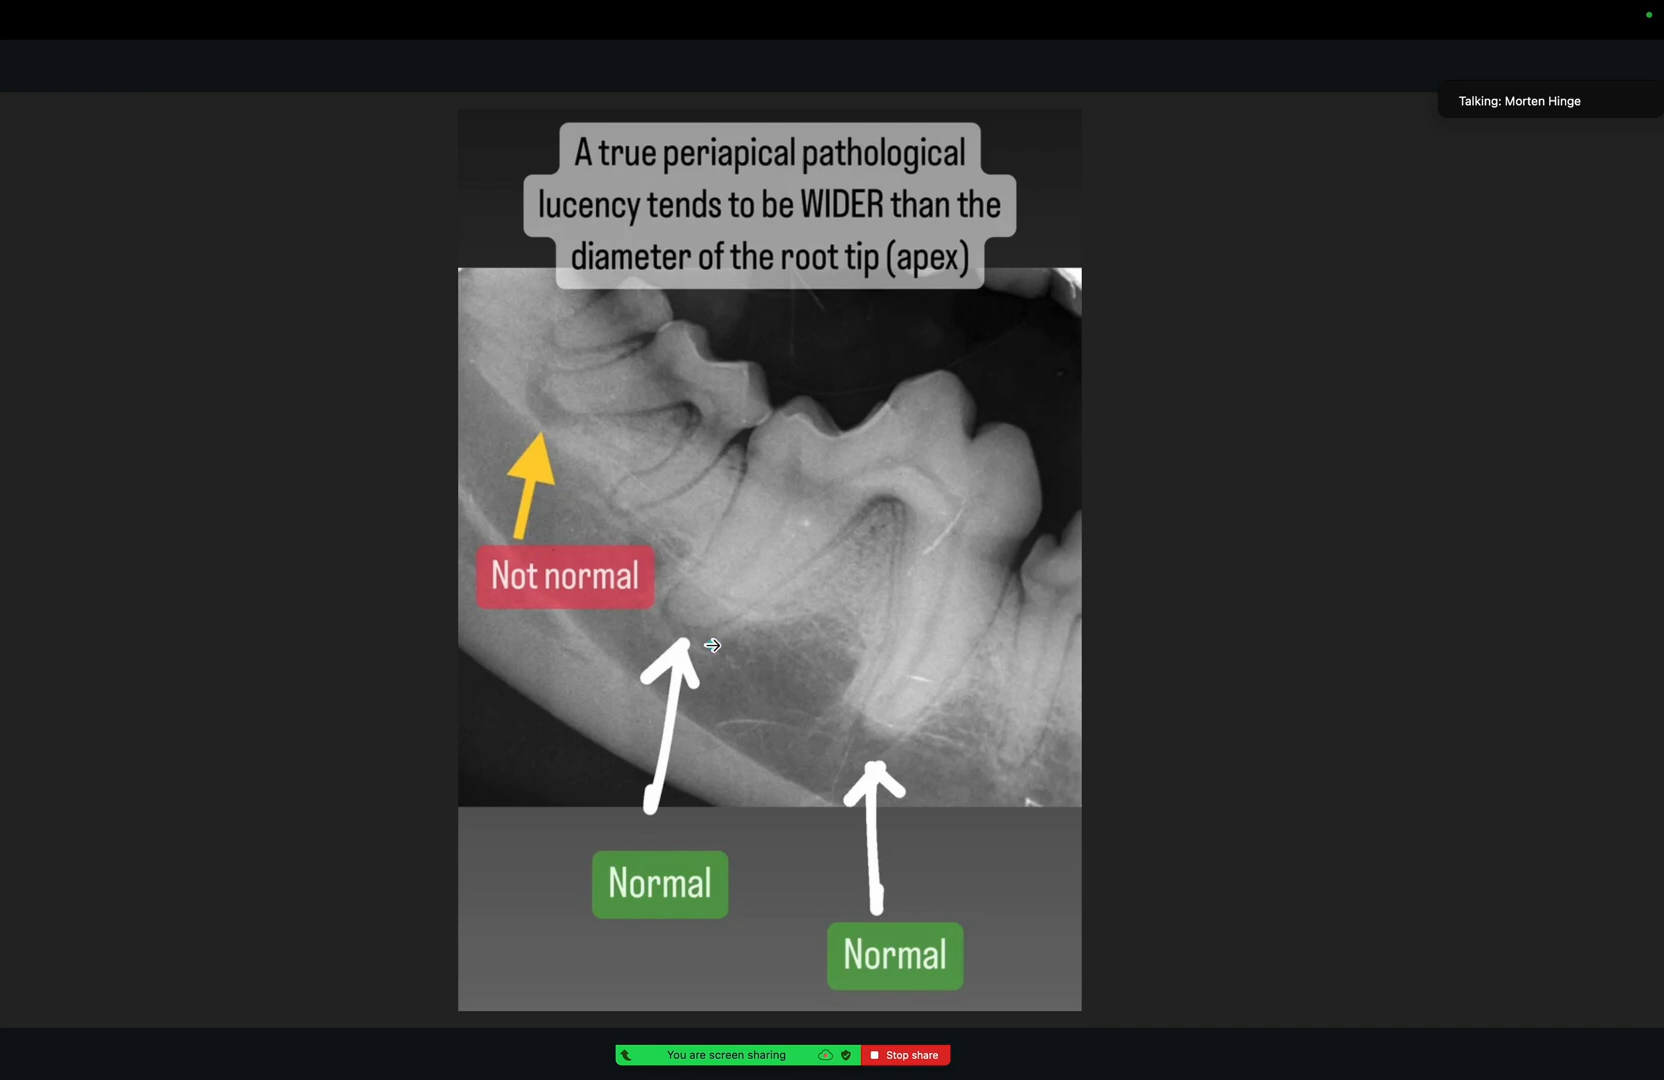 Talking: Morten Hinge
A true periapical pathological
lucency tends to be WIDER than the
diameter of the root tip (apex)
Not normal
Normal
Normal
You are screen sharing
Stop share